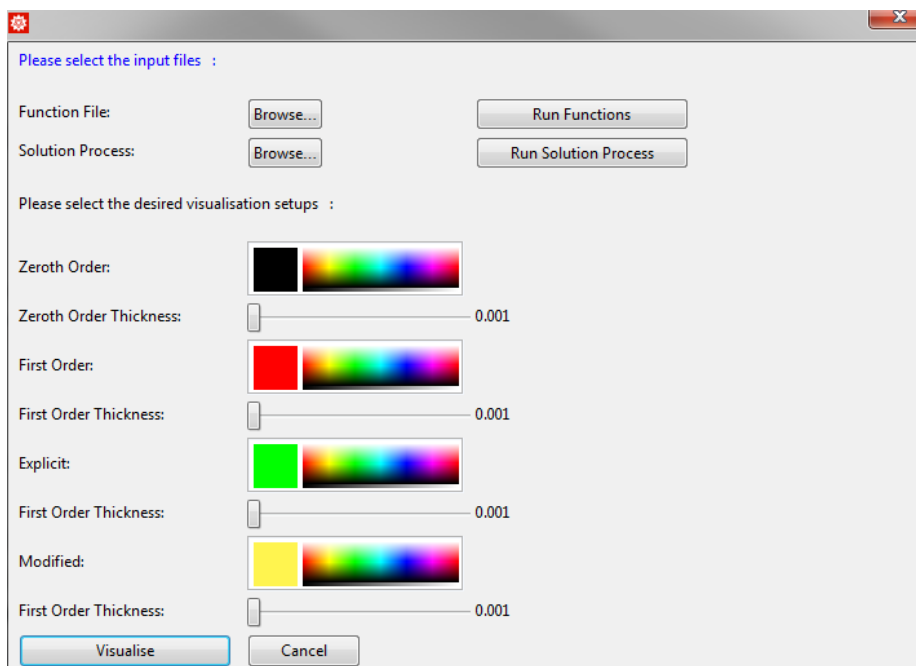 Please select the input files :
Function File: Browse... Run Functions
Solution Process: Browse... Run Solution Process
Please select the desired visualisation setups :
Zeroth Order:
Zeroth Order Thickness: 0.001
First Order:
First Order Thickness: 0.001
Explicit:
First Order Thickness: 0.001
Modified:
First Order Thickness: 0.001
Visualise Cancel